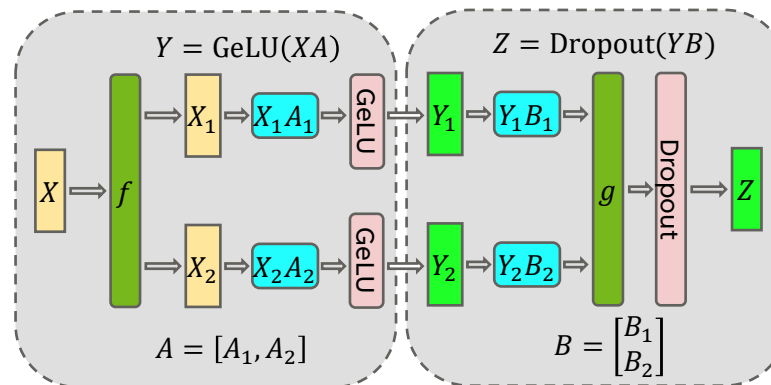 Y = GeLU(XA)
Z = Dropout(YB)
X
f
X₁
X₁A₁
GeLU
Y₁
Y₁B₁
X₂
X₂A₂
GeLU
Y₂
Y₂B₂
g
Dropout
Z
A = [A₁, A₂]
B = [B₁
B₂]